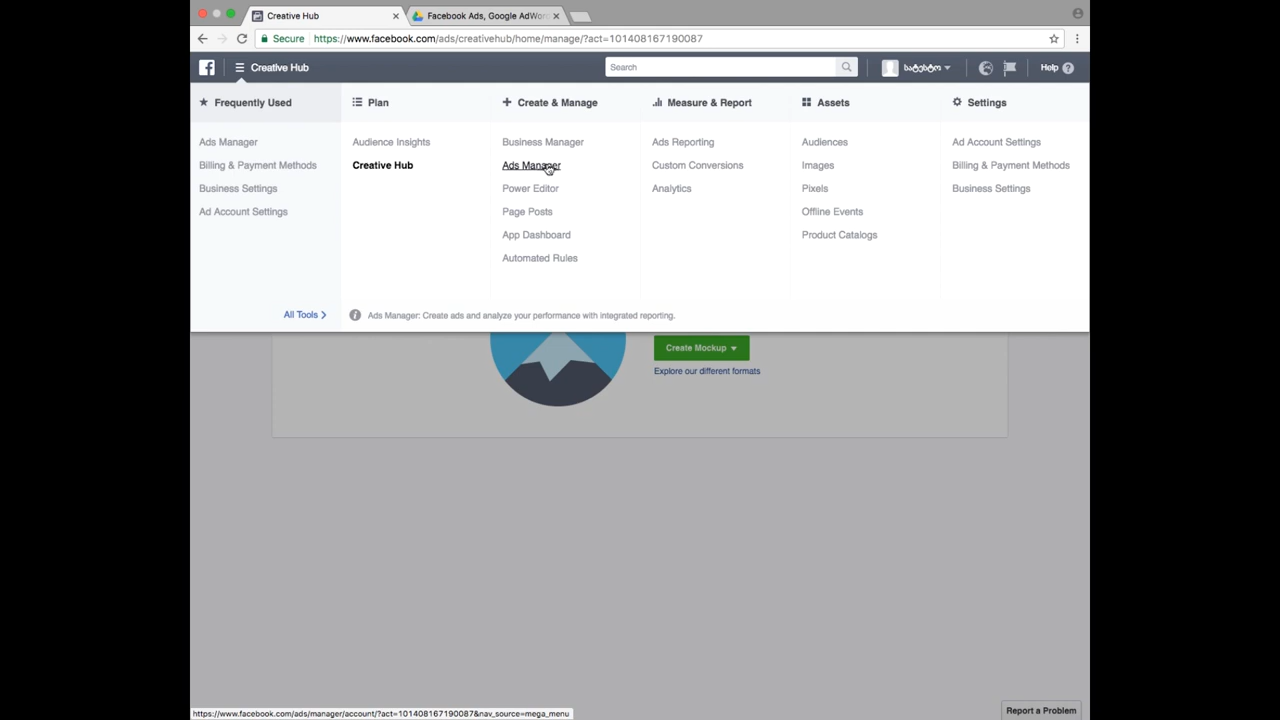 Creative Hub
Facebook Ads, Google AdWor
Secure https://www.facebook.com/ads/creativehub/home/manage/?act=101408167190087
Creative Hub
Search
სატესტო
Help
Frequently Used
Ads Manager
Billing & Payment Methods
Business Settings
Ad Account Settings
All Tools
Plan
Audience Insights
Creative Hub
Create & Manage
Business Manager
Ads Manager
Power Editor
Page Posts
App Dashboard
Automated Rules
Measure & Report
Ads Reporting
Custom Conversions
Analytics
Assets
Audiences
Images
Pixels
Offline Events
Product Catalogs
Settings
Ad Account Settings
Billing & Payment Methods
Business Settings
Ads Manager: Create ads and analyze your performance with integrated reporting.
Create Mockup
Explore our different formats
Report a Problem
https://www.facebook.com/ads/manager/account/?act=101408167190087&nav_source=mega_menu